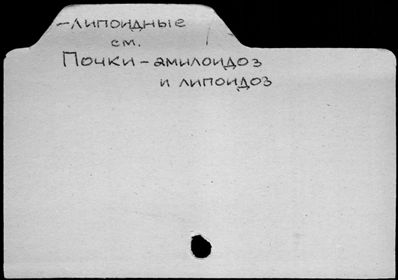 -липоидные
см.
Почки - амилоидоз
и липоидоз